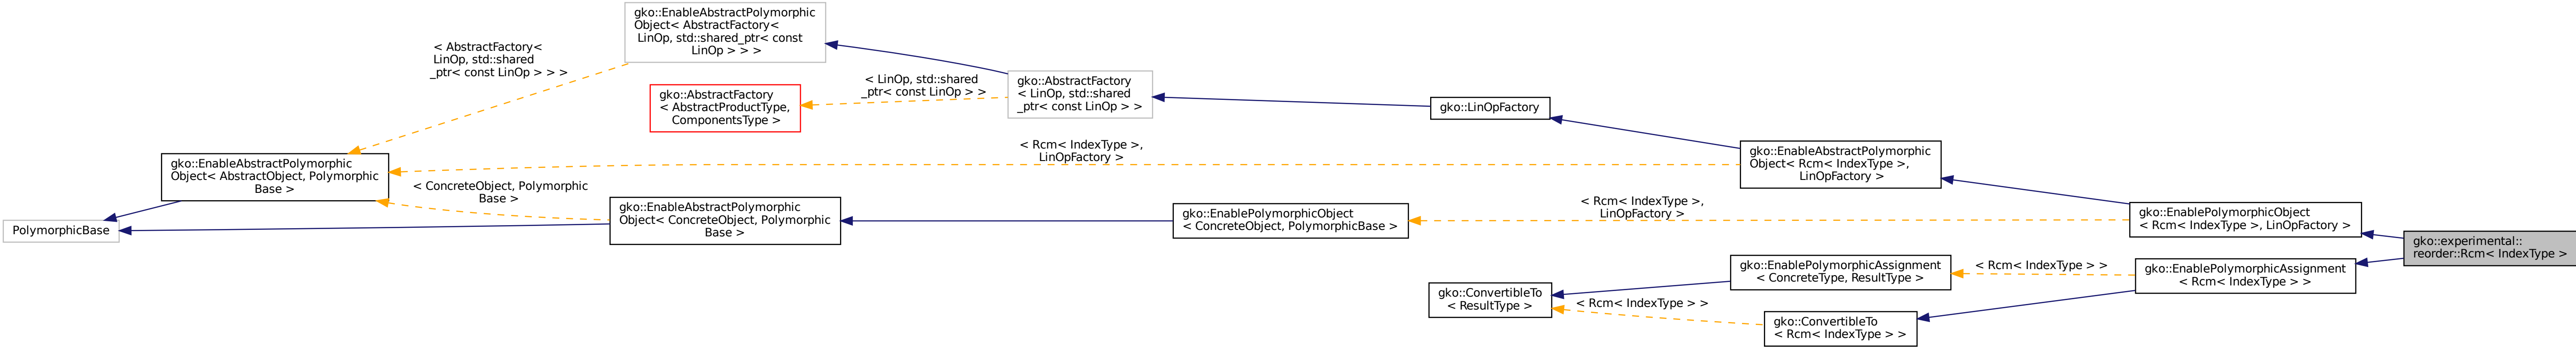 gko::EnableAbstractPolymorphic
Object< AbstractFactory<
LinOp, std::shared_ptr< const
LinOp > > >
< AbstractFactory<
LinOp, std::shared
_ptr< const LinOp > > >
gko::AbstractFactory
< AbstractProductType,
ComponentsType >
< LinOp, std::shared
_ptr< const LinOp > >
gko::AbstractFactory
< LinOp, std::shared
_ptr< const LinOp > >
gko::LinOpFactory
gko::EnableAbstractPolymorphic
Object< AbstractObject, Polymorphic
Base >
< Rcm< IndexType >,
LinOpFactory >
gko::EnableAbstractPolymorphic
Object< Rcm< IndexType >,
LinOpFactory >
< ConcreteObject, Polymorphic
Base >
PolymorphicBase
gko::EnableAbstractPolymorphic
Object< ConcreteObject, Polymorphic
Base >
gko::EnablePolymorphicObject
< ConcreteObject, PolymorphicBase >
< Rcm< IndexType >,
LinOpFactory >
gko::EnablePolymorphicObject
< Rcm< IndexType >, LinOpFactory >
gko::experimental::
reorder::Rcm< IndexType >
gko::EnablePolymorphicAssignment
< ConcreteType, ResultType >
< Rcm< IndexType > >
gko::EnablePolymorphicAssignment
< Rcm< IndexType > >
gko::ConvertibleTo
< ResultType >
< Rcm< IndexType > >
gko::ConvertibleTo
< Rcm< IndexType > >